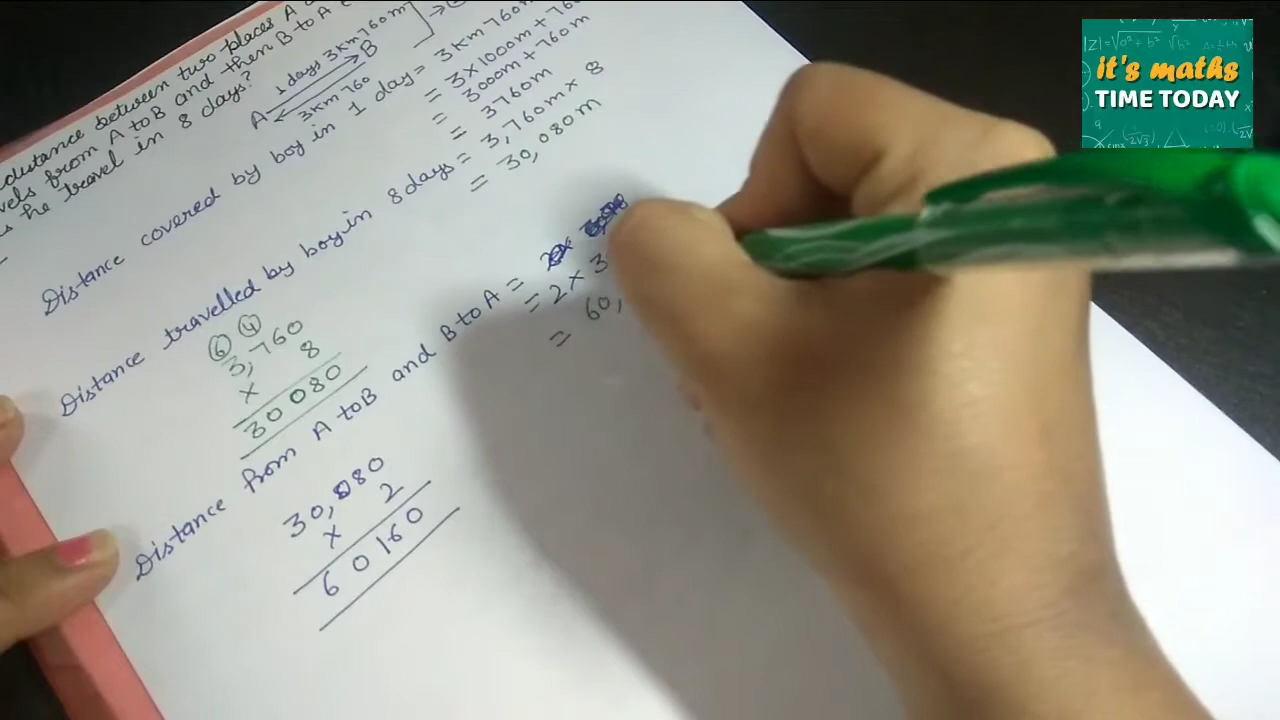 distance between two places A
vels from A to B and then B to A
he travel in 8 days?
1 days 3km 760m
A B
3km 760
Distance covered by boy in 1 day = 3km 760m
= 3 x 1000m + 760
= 3000m + 760m
= 3760m
Distance travelled by boy in 8 days = 3,760m x 8
= 30,080m
6 4
3,760
x 8
30080
Distance from A to B and B to A =
= 2 x 3
= 60,
30,080
x 2
60160
it's maths
TIME TODAY